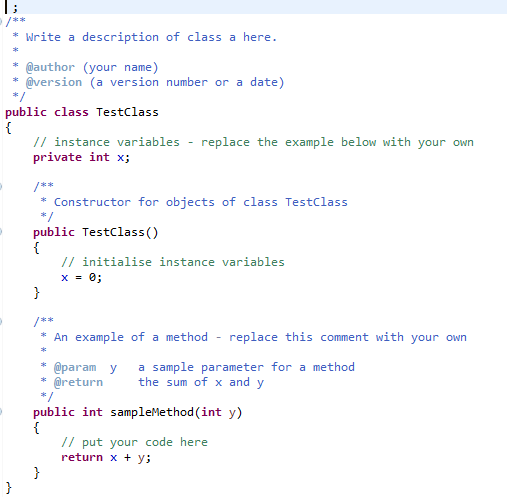 ;
/**
 * Write a description of class a here.
 *
 * @author (your name)
 * @version (a version number or a date)
 */
public class TestClass
{
    // instance variables - replace the example below with your own
    private int x;

    /**
     * Constructor for objects of class TestClass
     */
    public TestClass()
    {
        // initialise instance variables
        x = 0;
    }

    /**
     * An example of a method - replace this comment with your own
     *
     * @param  y   a sample parameter for a method
     * @return     the sum of x and y
     */
    public int sampleMethod(int y)
    {
        // put your code here
        return x + y;
    }
}